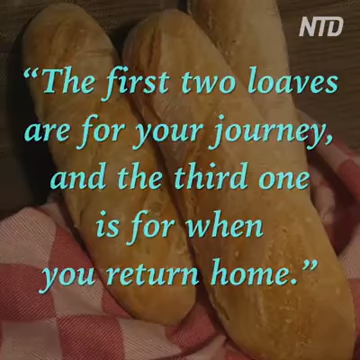 NTD
“The first two loaves
are for your journey,
and the third one
is for when
you return home.”